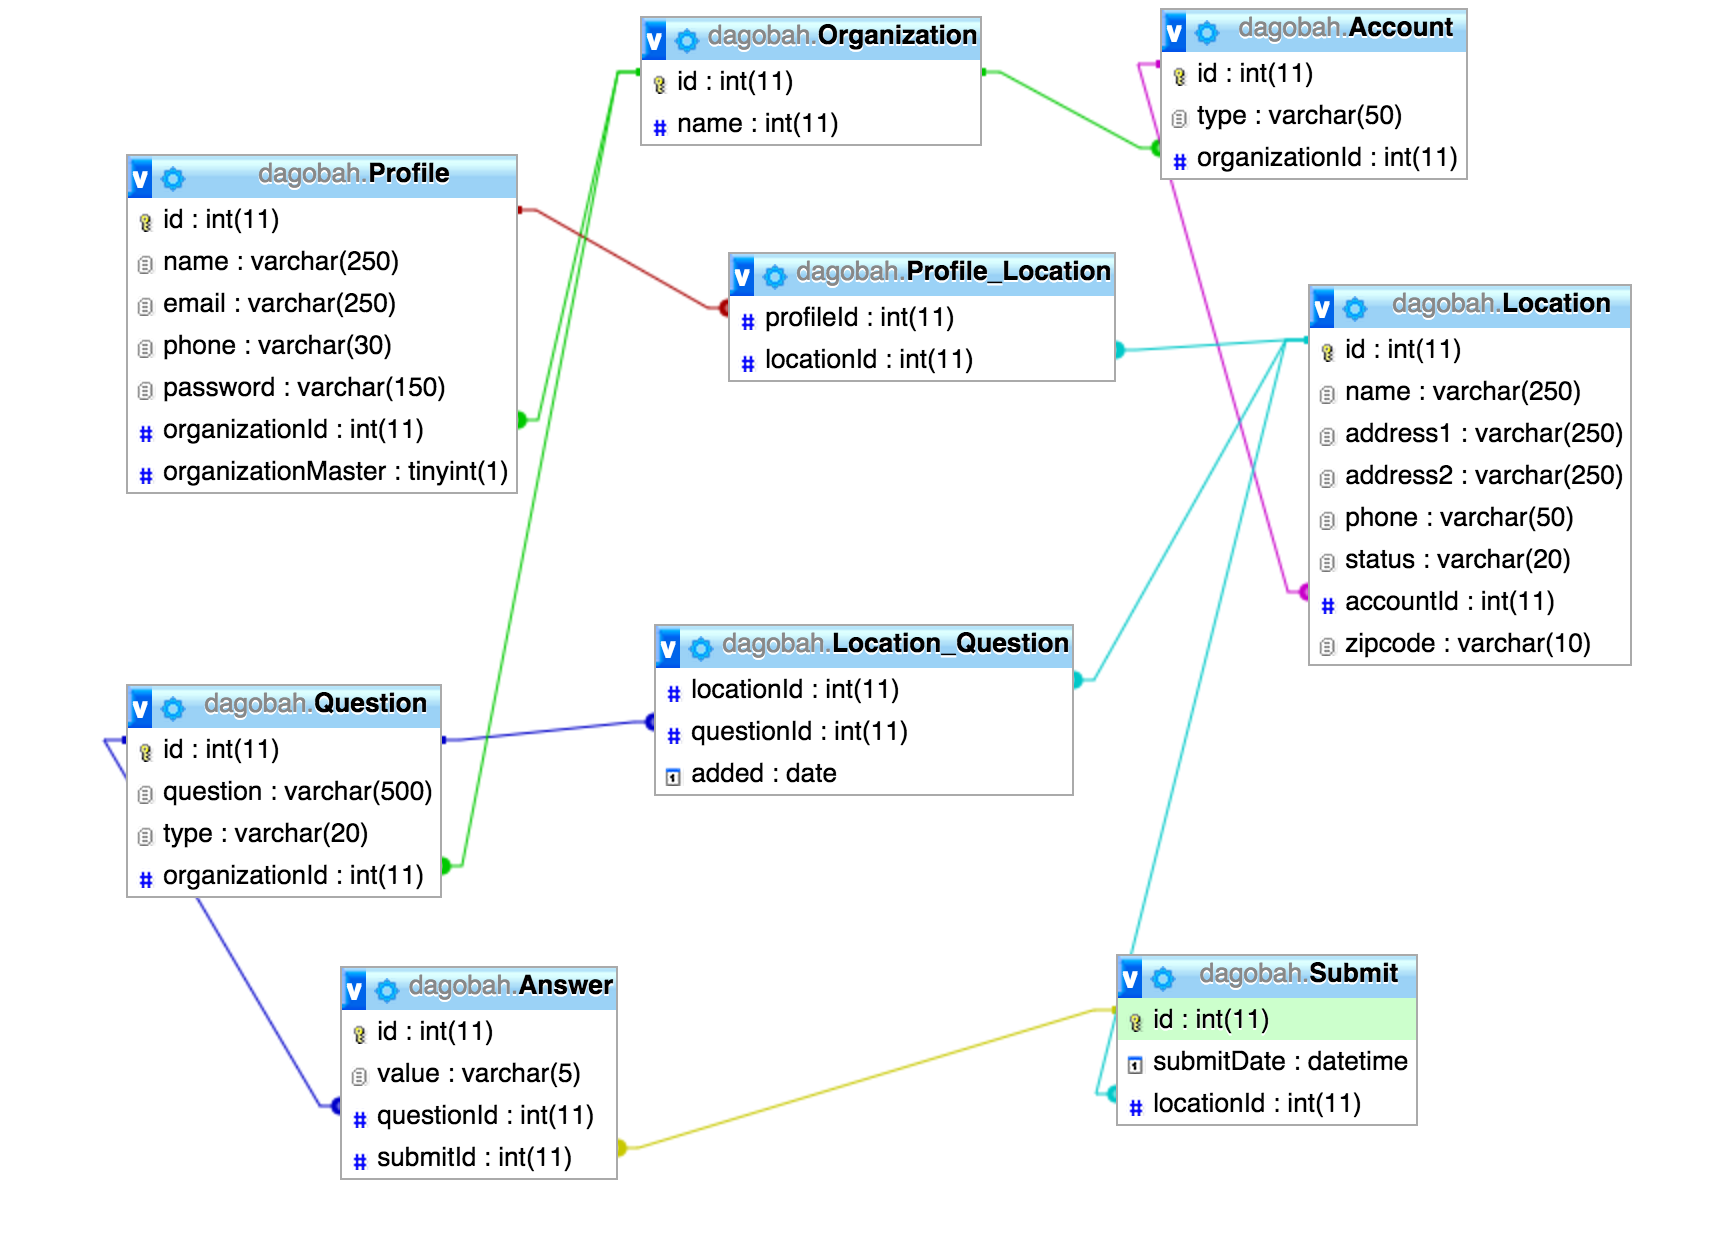 dagobah.Organization
id : int(11)
name : int(11)
dagobah.Account
id : int(11)
type : varchar(50)
organizationId : int(11)
dagobah.Profile
id : int(11)
name : varchar(250)
email : varchar(250)
phone : varchar(30)
password : varchar(150)
organizationId : int(11)
organizationMaster : tinyint(1)
dagobah.Profile_Location
profileId : int(11)
locationId : int(11)
dagobah.Location
id : int(11)
name : varchar(250)
address1 : varchar(250)
address2 : varchar(250)
phone : varchar(50)
status : varchar(20)
accountId : int(11)
zipcode : varchar(10)
dagobah.Location_Question
locationId : int(11)
questionId : int(11)
added : date
dagobah.Question
id : int(11)
question : varchar(500)
type : varchar(20)
organizationId : int(11)
dagobah.Answer
id : int(11)
value : varchar(5)
questionId : int(11)
submitId : int(11)
dagobah.Submit
id : int(11)
submitDate : datetime
locationId : int(11)